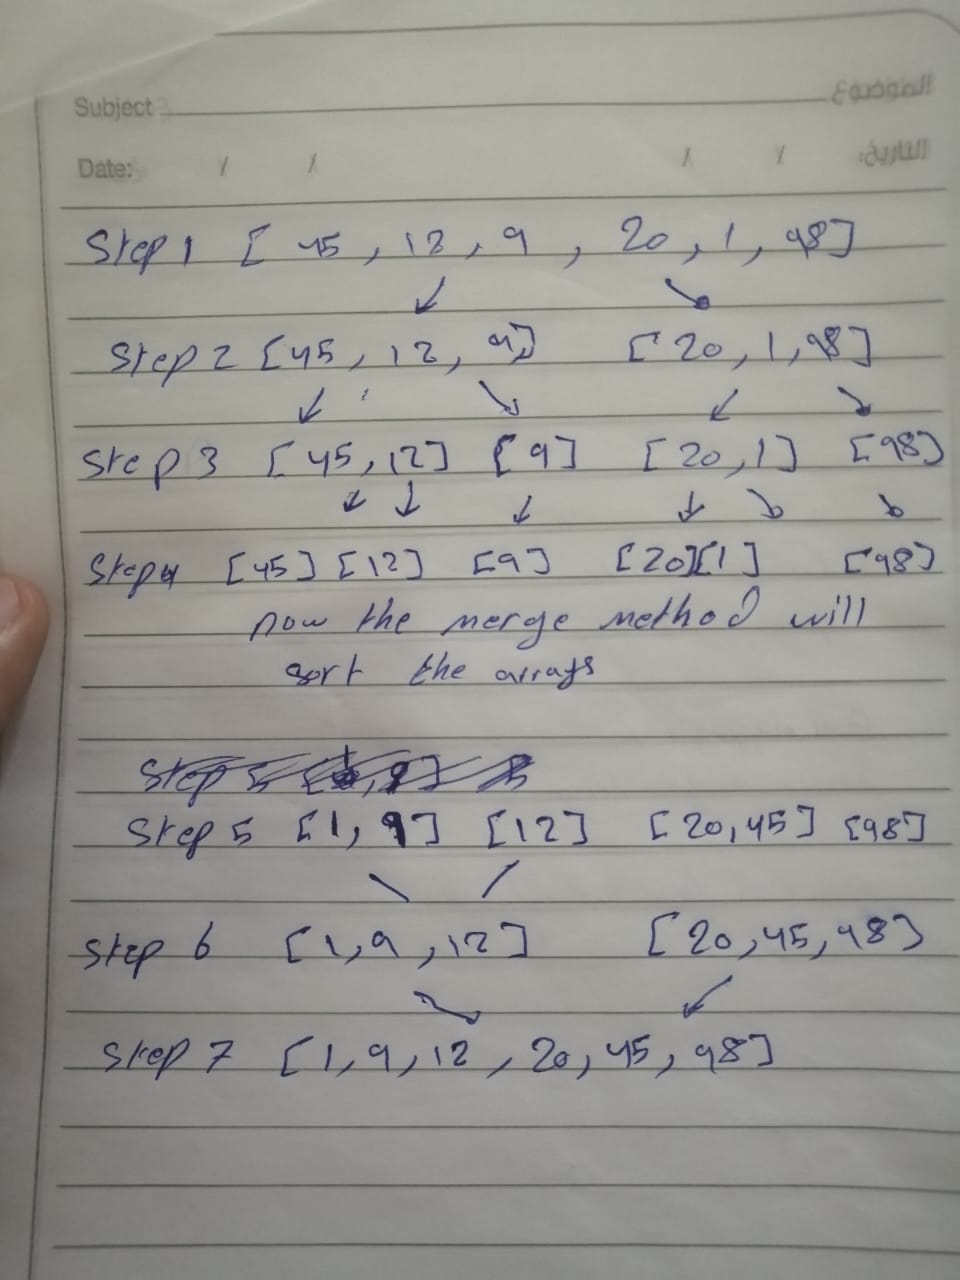 Subject الموضوع
Date: / / / / التاريخ:
Step 1 [ 45 , 12 , 9 , 20 , 1 , 98 ]
Step 2 [ 45 , 12 , 9 ] [ 20 , 1 , 98 ]
Step 3 [ 45 , 12 ] [ 9 ] [ 20 , 1 ] [ 98 ]
Step 4 [ 45 ] [ 12 ] [ 9 ] [ 20 ] [ 1 ] [ 98 ]
now the merge method will
sort the arrays
Step 5 [ 1 , 9 ] [ 12 ] [ 20 , 45 ] [ 98 ]
Step 6 [ 1 , 9 , 12 ] [ 20 , 45 , 98 ]
Step 7 [ 1 , 9 , 12 , 20 , 45 , 98 ]